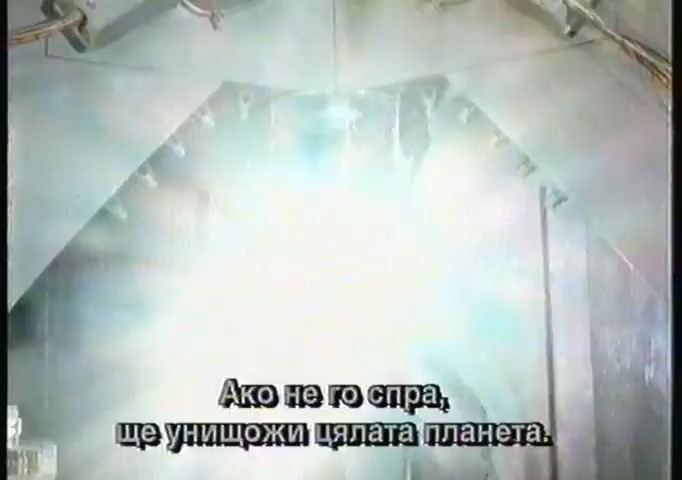 Ако не го спра,
ще унищожи цялата планета.